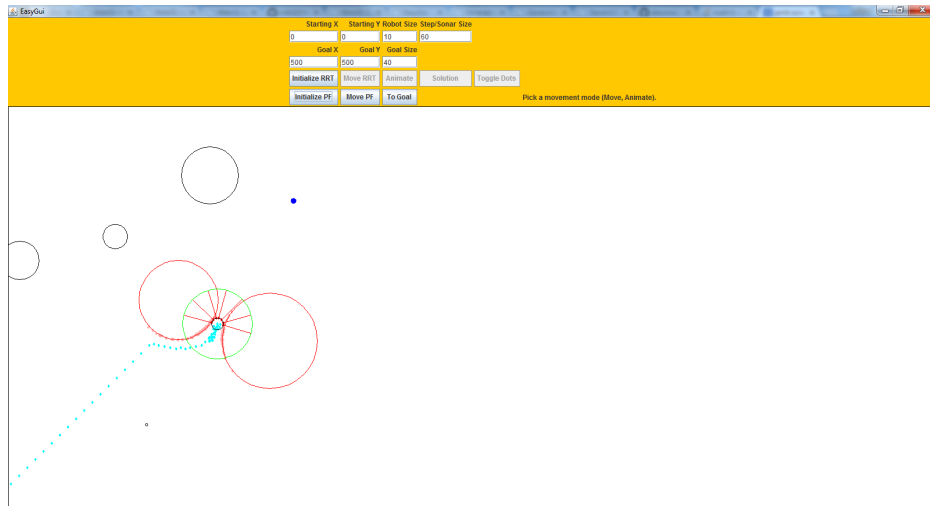 EasyGui
Starting X Starting Y Robot Size Step/Sonar Size
0 0 10 60
Goal X Goal Y Goal Size
500 500 40
Initialize RRT Move RRT Animate Solution Toggle Dots
Initialize PF Move PF To Goal Pick a movement mode (Move, Animate).